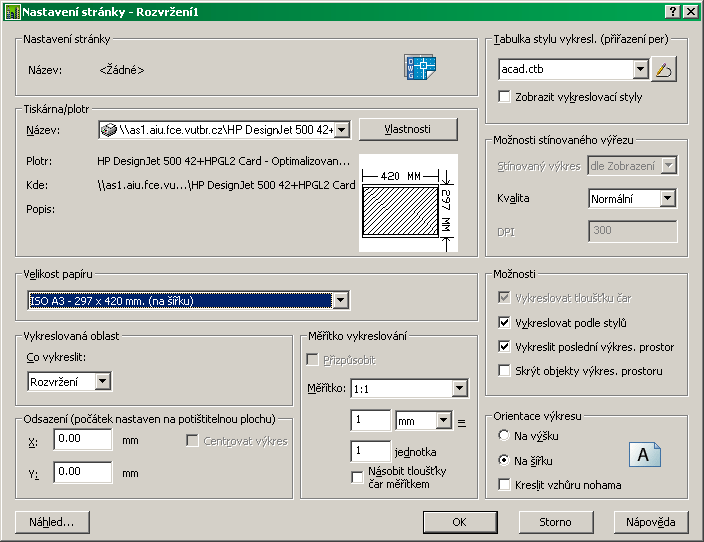 Nastavení stránky - Rozvržení1
Nastavení stránky
Název: <Žádné>
DWG
Tiskárna/plotr
Název: \\as1.aiu.fce.vutbr.cz\HP DesignJet 500 42+
Vlastnosti
Plotr: HP DesignJet 500 42+HPGL2 Card - Optimalizovan...
Kde: \\as1.aiu.fce.vu...\HP DesignJet 500 42+HPGL2 Card
Popis:
420 MM
297 MM
Velikost papíru
ISO A3 - 297 x 420 mm. (na šířku)
Vykreslovaná oblast
Co vykreslit:
Rozvržení
Odsazení (počátek nastaven na potištitelnou plochu)
X: 0.00 mm
Centrovat výkres
Y: 0.00 mm
Měřítko vykreslování
Přizpůsobit
Měřítko: 1:1
1 mm =
1 jednotka
Násobit tloušťky
čar měřítkem
Tabulka stylu vykresl. (přiřazení per)
acad.ctb
Zobrazit vykreslovací styly
Možnosti stínovaného výřezu
Stínovaný výkres dle Zobrazení
Kvalita Normální
DPI 300
Možnosti
Vykreslovat tloušťku čar
Vykreslovat podle stylů
Vykreslit poslední výkres. prostor
Skrýt objekty výkres. prostoru
Orientace výkresu
Na výšku
Na šířku
A
Kreslit vzhůru nohama
Náhled...
OK
Storno
Nápověda